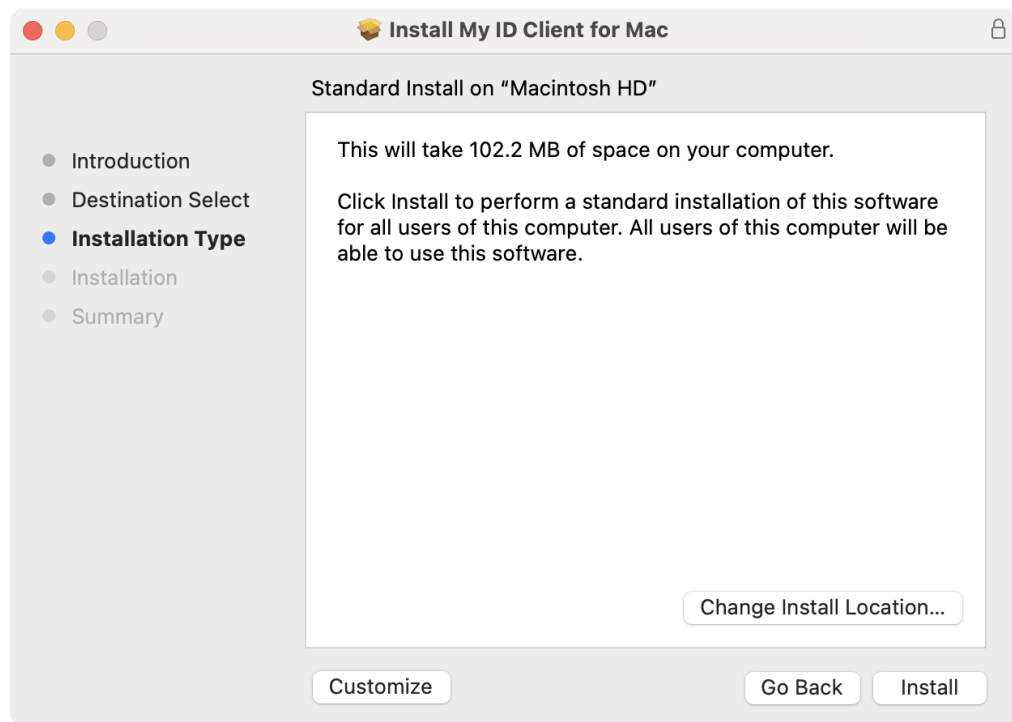 Install My ID Client for Mac
Standard Install on “Macintosh HD”
Introduction
Destination Select
Installation Type
Installation
Summary
This will take 102.2 MB of space on your computer.
Click Install to perform a standard installation of this software
for all users of this computer. All users of this computer will be
able to use this software.
Change Install Location...
Customize
Go Back
Install